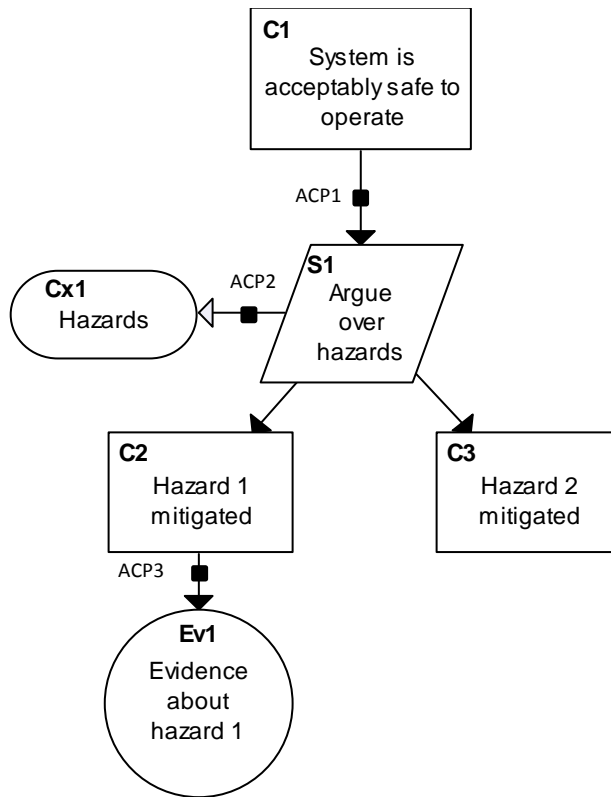 C1
System is
acceptably safe to
operate
ACP1
S1
Argue
over
hazards
ACP2
Cx1
Hazards
C2
Hazard 1
mitigated
C3
Hazard 2
mitigated
ACP3
Ev1
Evidence
about
hazard 1